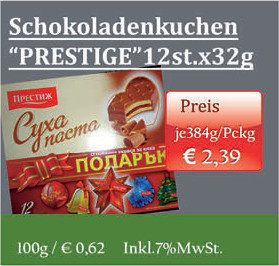 Schokoladenkuchen
“PRESTIGE”12st.x32g
ПРЕСТИЖ
Суха
паста
ПОДАРЪК
12
Preis
je384g/Pckg
€ 2,39
100g / € 0,62 Inkl.7%MwSt.